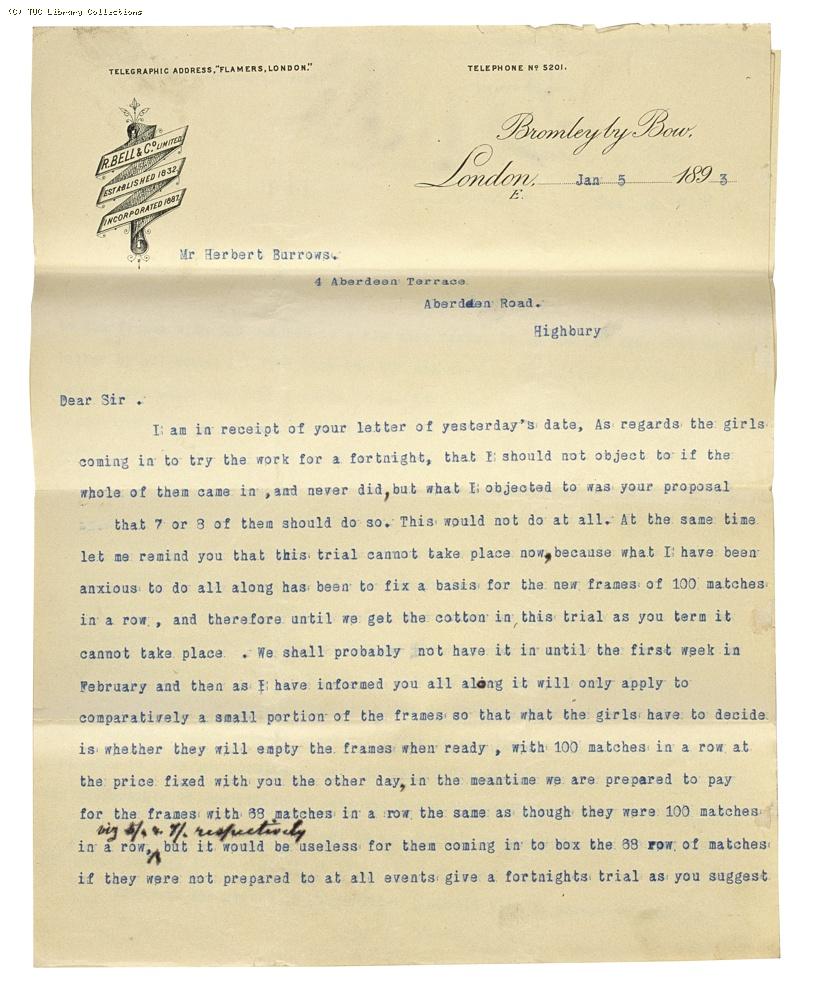 (C) TUC Library Collections
TELEGRAPHIC ADDRESS, "FLAMERS, LONDON."
TELEPHONE No 5201.
R. BELL & Co LIMITED
ESTABLISHED 1832.
INCORPORATED 1887.
Bromley by Bow,
London, Jan 5 1893
E.
Mr Herbert Burrows.
4 Aberdeen Terrace
Aberdeen Road.
Highbury
Dear Sir .
I am in receipt of your letter of yesterday's date, As regards the girls
coming in to try the work for a fortnight, that I should not object to if the
whole of them came in ,and never did,but what I objected to was your proposal
that 7 or 8 of them should do so. This would not do at all. At the same time
let me remind you that this trial cannot take place now,because what I have been
anxious to do all along has been to fix a basis for the new frames of 100 matches
in a row , and therefore until we get the cotton in this trial as you term it
cannot take place . We shall probably not have it in until the first week in
February and then as I have informed you all along it will only apply to
comparatively a small portion of the frames so that what the girls have to decide
is whether they will empty the frames when ready , with 100 matches in a row at
the price fixed with you the other day,in the meantime we are prepared to pay
for the frames with 88 matches in a row the same as though they were 100 matches
viz 5/. & 7/. respectively
in a row, but it would be useless for them coming in to box the 88 row of matches
if they were not prepared to at all events give a fortnights trial as you suggest